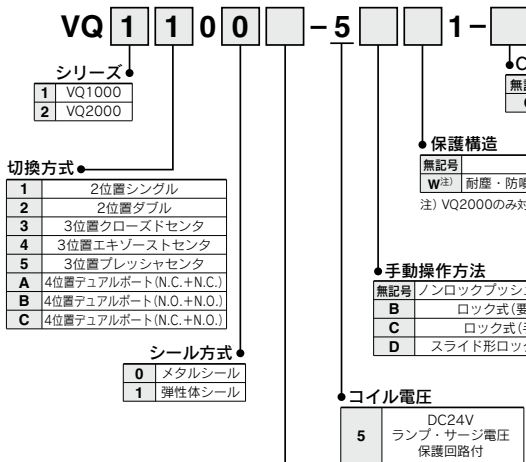 VQ 1 1 0 0 – 5 1 –
シリーズ
1 VQ1000
2 VQ2000
切換方式
1 2位置シングル
2 2位置ダブル
3 3位置クローズドセンタ
4 3位置エキゾーストセンタ
5 3位置プレッシャセンタ
A 4位置デュアルポート(N.C.+N.C.)
B 4位置デュアルポート(N.O.+N.O.)
C 4位置デュアルポート(N.C.+N.O.)
シール方式
0 メタルシール
1 弾性体シール
保護構造
無記号
W注) 耐塵・防
注) VQ2000のみ対
手動操作方法
無記号 ノンロックプッシ
B ロック式(要
C ロック式(
D スライド形ロッ
コイル電圧
5 DC24V
ランプ・サージ電圧
保護回路付